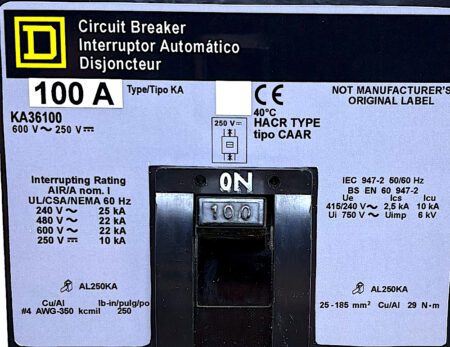 D
Circuit Breaker
Interruptor Automático
Disjoncteur
100 A
Type/Tipo KA
CE
NOT MANUFACTURER'S
ORIGINAL LABEL
KA36100
600 V ~ 250 V ⎓
40°C
HACR TYPE
tipo CAAR
250 V ⎓
Interrupting Rating
AIR/A nom. I
UL/CSA/NEMA 60 Hz
240 V ~ 25 kA
480 V ~ 22 kA
600 V ~ 22 kA
250 V ⎓ 10 kA
ON
100
IEC 947-2 50/60 Hz
BS EN 60 947-2
Ue Ics Icu
415/240 V ~ 2,5 kA 10 kA
Ui 750 V ~ Uimp 6 kV
AL250KA
Cu/Al lb-in/pulg/po
#4 AWG-350 kcmil 250
AL250KA
25-185 mm² Cu/Al 29 N·m